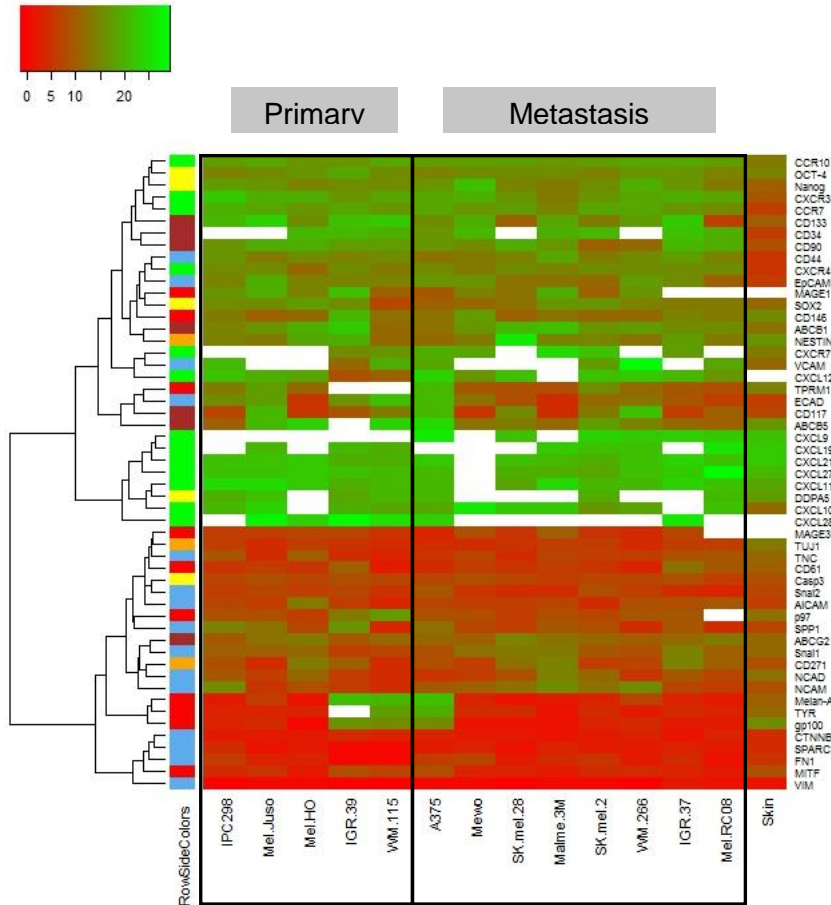 0 5 10 20
Primarv
Metastasis
CCR10
OCT-4
Nanog
CXCR3
CCR7
CD133
CD34
CD90
CD44
CXCR4
EpCAM
MAGE1
SOX2
CD146
ABCB1
NESTIN
CXCR7
VCAM
CXCL12
TPRM1
ECAD
CD117
ABCB5
CXCL9
CXCL19
CXCL21
CXCL27
CXCL11
DDPA5
CXCL10
CXCL28
MAGE3
TUJ1
TNC
CD61
Casp3
Snal2
AlCAM
p97
SPP1
ABCG2
Snal1
CD271
NCAD
NCAM
Melan-A
TYR
gp100
CTNNB
SPARC
FN1
MITF
VIM
RowSideColors
IPC298
Mel.Juso
Mel.HO
IGR.39
WM.115
A375
Mewo
SK.mel.28
Malme.3M
SK.mel.2
WM.266
IGR.37
Mel.RC08
Skin